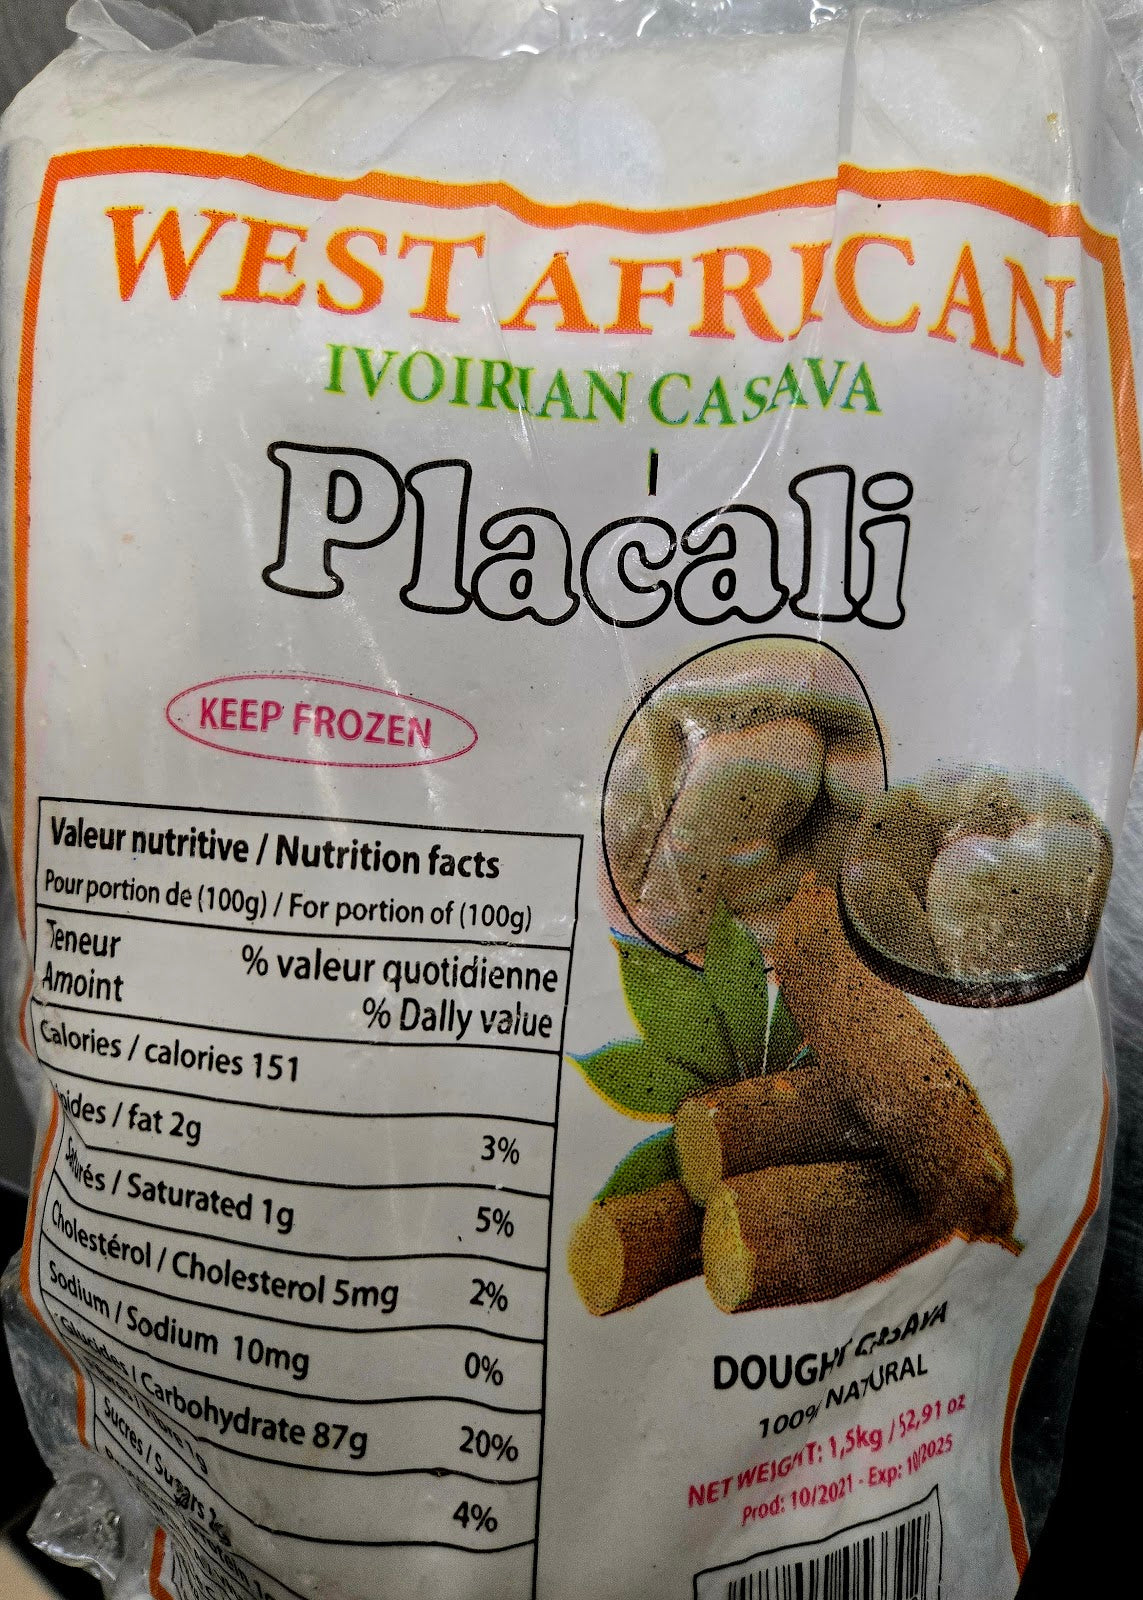 WEST AFRICAN
IVOIRIAN CASAVA
Placali
KEEP FROZEN
Valeur nutritive / Nutrition facts
Pour portion de (100g) / For portion of (100g)
Teneur % valeur quotidienne
Amoint % Dally value
Calories / calories 151
/ fat 2g 3%
Saturés / Saturated 1g 5%
Cholestérol / Cholesterol 5mg 2%
Sodium / Sodium 10mg 0%
Glucides / Carbohydrate 87g 20%
4%
Sucres / Sugars
DOUGHT CASAVA
100% NATURAL
NET WEIGHT: 1,5kg / 52,91 oz
Prod: 10/2021 - Exp: 10/2025